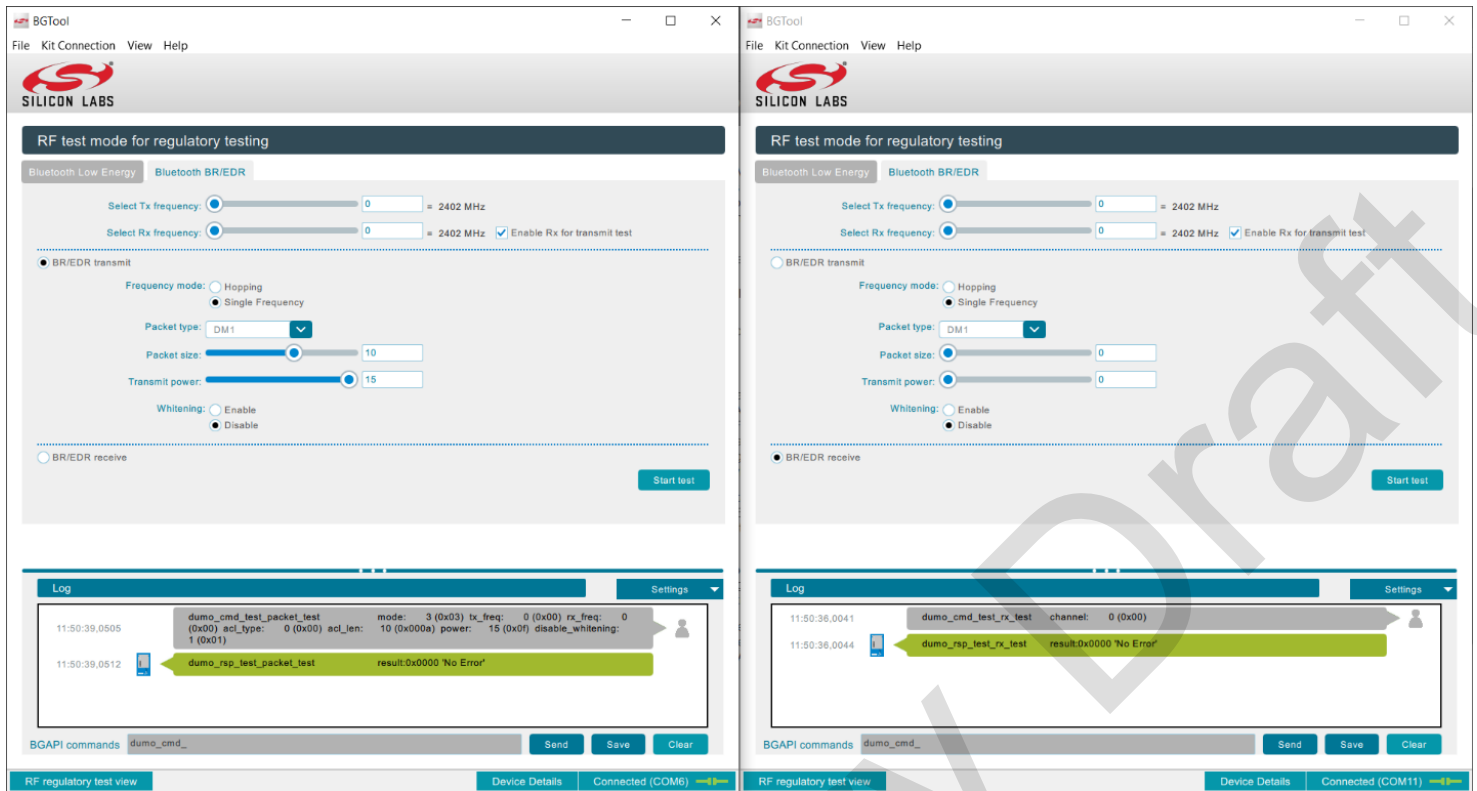 BGTool
File Kit Connection View Help
SILICON LABS
RF test mode for regulatory testing
Bluetooth Low Energy Bluetooth BR/EDR
Select Tx frequency: 0 = 2402 MHz
Select Rx frequency: 0 = 2402 MHz Enable Rx for transmit test
BR/EDR transmit
Frequency mode: Hopping
Single Frequency
Packet type: DM1
Packet size: 10
Transmit power: 15
Whitening: Enable
Disable
BR/EDR receive
Start test
Log Settings
11:50:39,0505
dumo_cmd_test_packet_test mode: 3 (0x03) tx_freq: 0 (0x00) rx_freq: 0
(0x00) acl_type: 0 (0x00) acl_len: 10 (0x000a) power: 15 (0x0f) disable_whitening:
1 (0x01)
11:50:39,0512 dumo_rsp_test_packet_test result:0x0000 'No Error'
BGAPI commands dumo_cmd_ Send Save Clear
RF regulatory test view Device Details Connected (COM6)
BGTool
File Kit Connection View Help
SILICON LABS
RF test mode for regulatory testing
Bluetooth Low Energy Bluetooth BR/EDR
Select Tx frequency: 0 = 2402 MHz
Select Rx frequency: 0 = 2402 MHz Enable Rx for transmit test
BR/EDR transmit
Frequency mode: Hopping
Single Frequency
Packet type: DM1
Packet size: 0
Transmit power: 0
Whitening: Enable
Disable
BR/EDR receive
Start test
Log Settings
11:50:36,0041 dumo_cmd_test_rx_test channel: 0 (0x00)
11:50:36,0044 dumo_rsp_test_rx_test result:0x0000 'No Error'
BGAPI commands dumo_cmd_ Send Save Clear
RF regulatory test view Device Details Connected (COM11)
y Draft